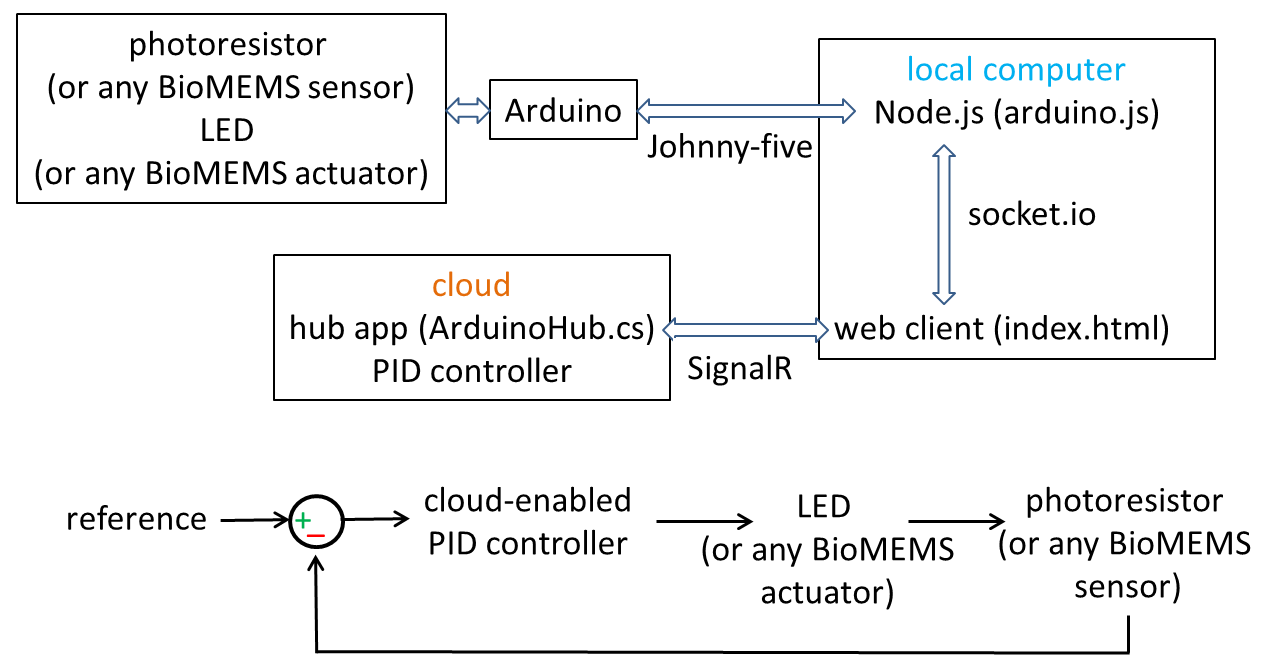 photoresistor
(or any BioMEMS sensor)
LED
(or any BioMEMS actuator)
Arduino
Johnny-five
local computer
Node.js (arduino.js)
socket.io
web client (index.html)
cloud
hub app (ArduinoHub.cs)
PID controller
SignalR
reference
+
−
cloud-enabled
PID controller
LED
(or any BioMEMS
actuator)
photoresistor
(or any BioMEMS
sensor)